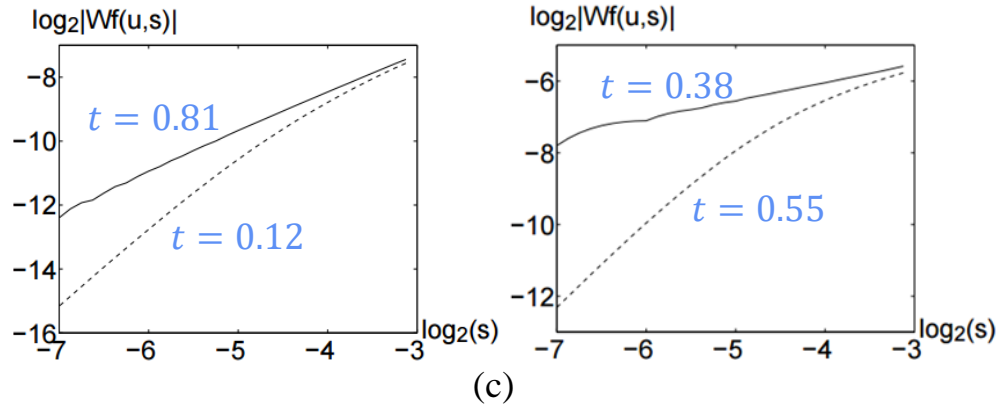 log₂|Wf(u,s)|
−8
−10
−12
−14
−16
−7
−6
−5
−4
−3
log₂(s)
t = 0.81
t = 0.12
log₂|Wf(u,s)|
−6
−8
−10
−12
−7
−6
−5
−4
−3
log₂(s)
t = 0.38
t = 0.55
(c)